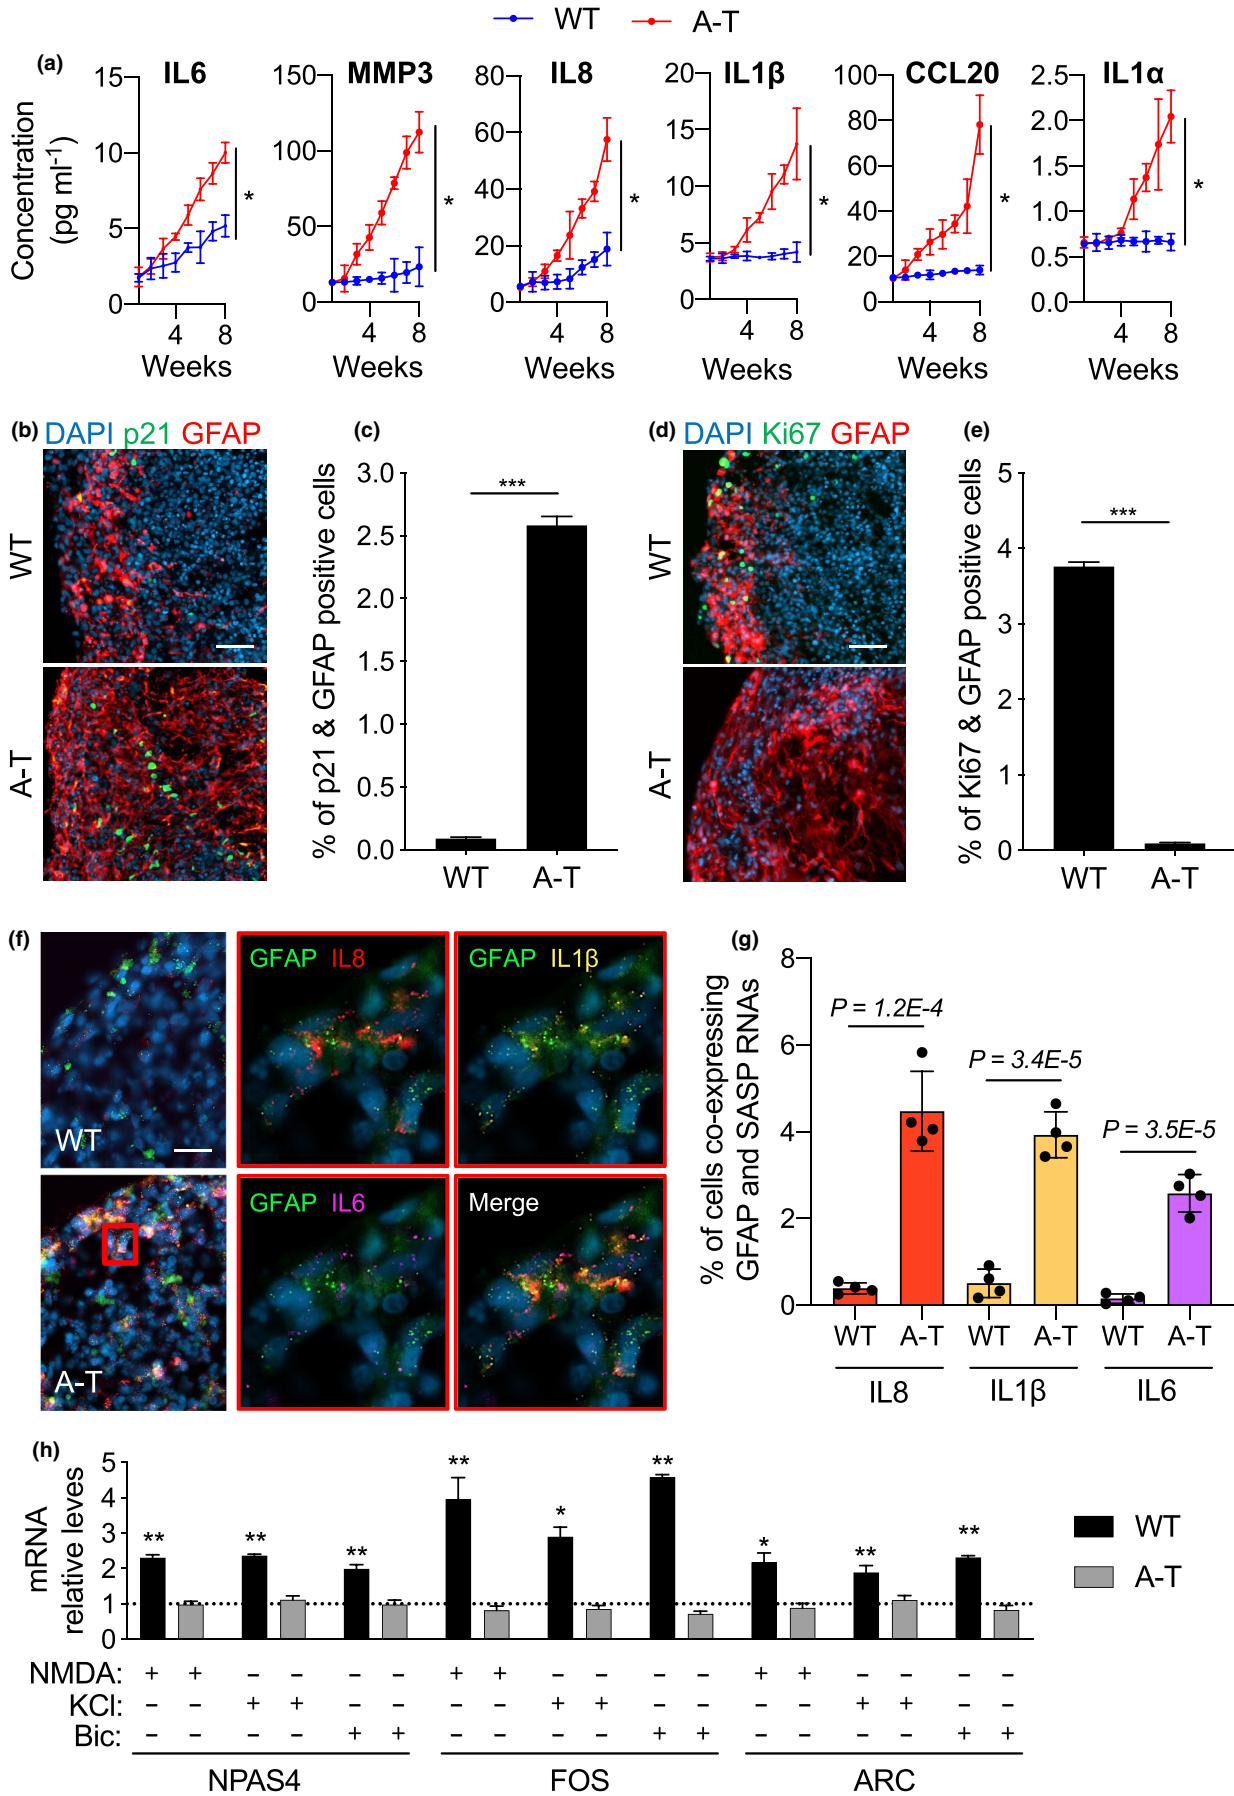 WT A-T
(a) IL6 MMP3 IL8 IL1β CCL20 IL1α
Concentration
(pg ml-1)
15 10 5 0
150 100 50 0
80 60 40 20 0
20 15 10 5 0
100 80 60 40 20 0
2.5 2.0 1.5 1.0 0.5 0.0
* * * * * *
4 8 4 8 4 8 4 8 4 8 4 8
Weeks Weeks Weeks Weeks Weeks Weeks
(b) DAPI p21 GFAP
WT
A-T
(c)
% of p21 & GFAP positive cells
3.0
2.5
2.0
1.5
1.0
0.5
0.0
***
WT A-T
(d) DAPI Ki67 GFAP
WT
A-T
(e)
% of Ki67 & GFAP positive cells
5
4
3
2
1
0
***
WT A-T
(f)
WT
A-T
GFAP IL8
GFAP IL1β
GFAP IL6
Merge
(g)
% of cells co-expressing
GFAP and SASP RNAs
8
6
4
2
0
P = 1.2E-4
P = 3.4E-5
P = 3.5E-5
WT A-T WT A-T WT A-T
IL8 IL1β IL6
(h)
mRNA
relative leves
5
4
3
2
1
0
** ** ** ** * ** * ** **
WT
A-T
NMDA: + + − − − − + + − − − − + + − − − −
KCl: − − + + − − − − + + − − − − + + − −
Bic: − − − − + + − − − − + + − − − − + +
NPAS4 FOS ARC